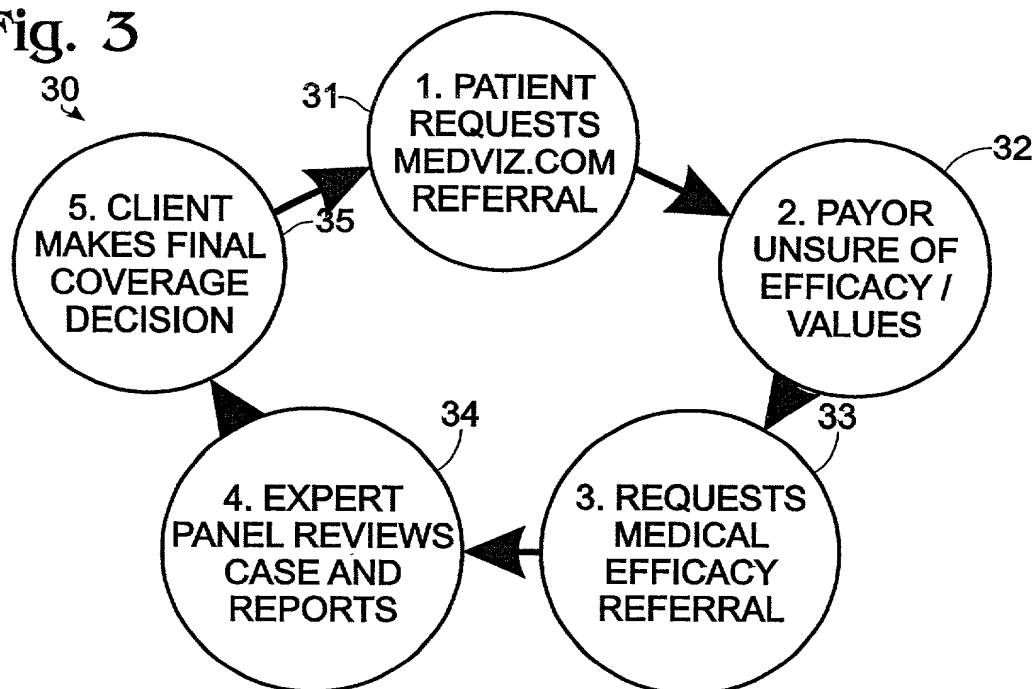 Fig. 3
30
31
1. PATIENT
REQUESTS
MEDVIZ.COM
REFERRAL
32
2. PAYOR
UNSURE OF
EFFICACY /
VALUES
33
3. REQUESTS
MEDICAL
EFFICACY
REFERRAL
34
4. EXPERT
PANEL REVIEWS
CASE AND
REPORTS
35
5. CLIENT
MAKES FINAL
COVERAGE
DECISION